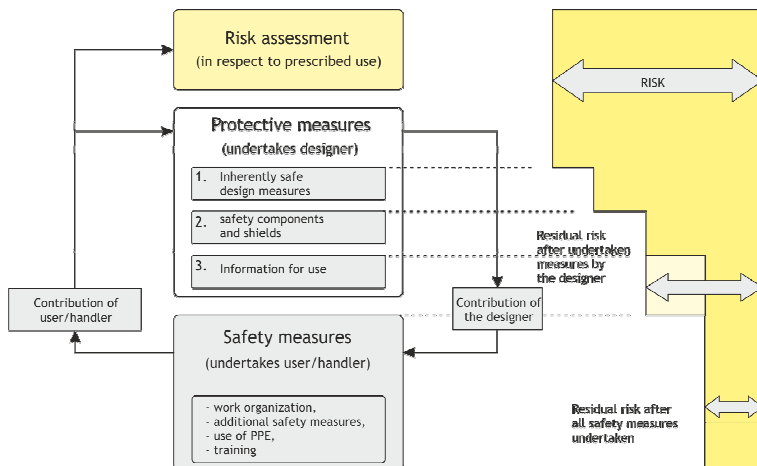 Risk assessment
(in respect to prescribed use)
RISK
Protective measures
(undertakes designer)
1. Inherently safe
design measures
2. safety components
and shields
3. Information for use
Residual risk
after undertaken
measures by
the designer
Contribution of
user/handler
Contribution of
the designer
Safety measures
(undertakes user/handler)
- work organization,
- additional safety measures,
- use of PPE,
- training
Residual risk after
all safety measures
undertaken